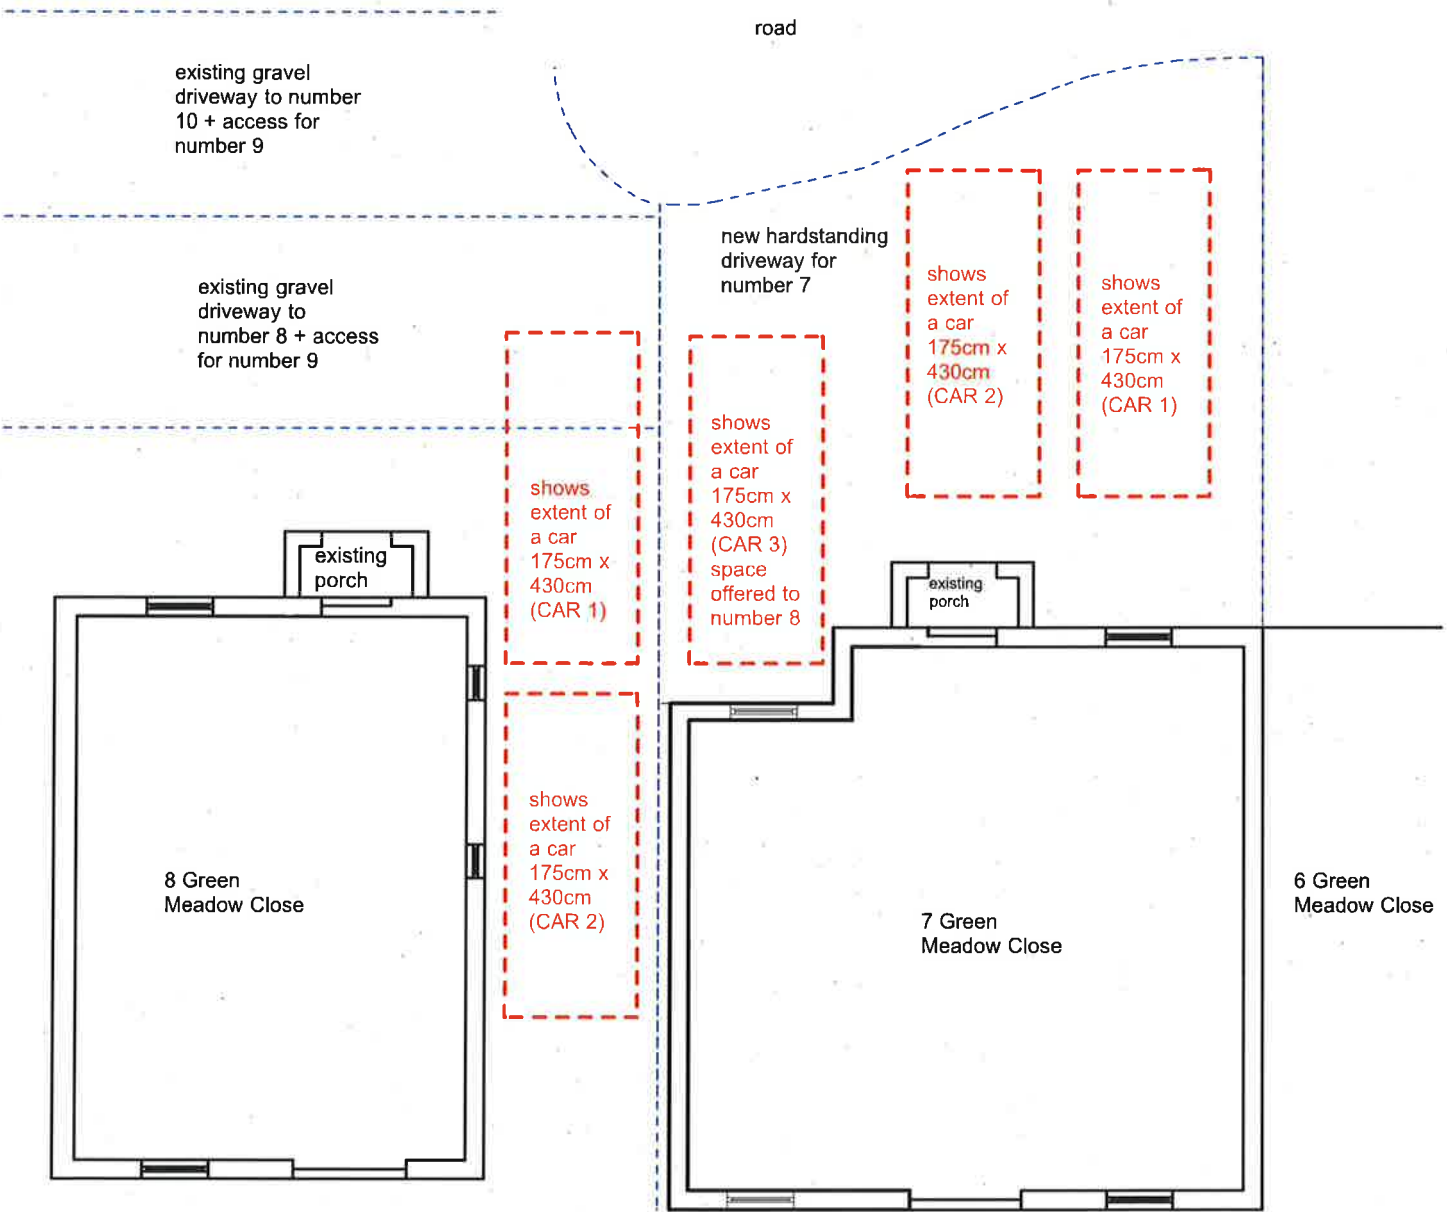 road
existing gravel
driveway to number
10 + access for
number 9
new hardstanding
driveway for
number 7
existing gravel
driveway to
number 8 + access
for number 9
shows
extent of
a car
175cm x
430cm
(CAR 2)
shows
extent of
a car
175cm x
430cm
(CAR 1)
shows
extent of
a car
175cm x
430cm
(CAR 3)
space
offered to
number 8
shows
extent of
a car
175cm x
430cm
(CAR 1)
existing
porch
existing
porch
shows
extent of
a car
175cm x
430cm
(CAR 2)
8 Green
Meadow Close
7 Green
Meadow Close
6 Green
Meadow Close